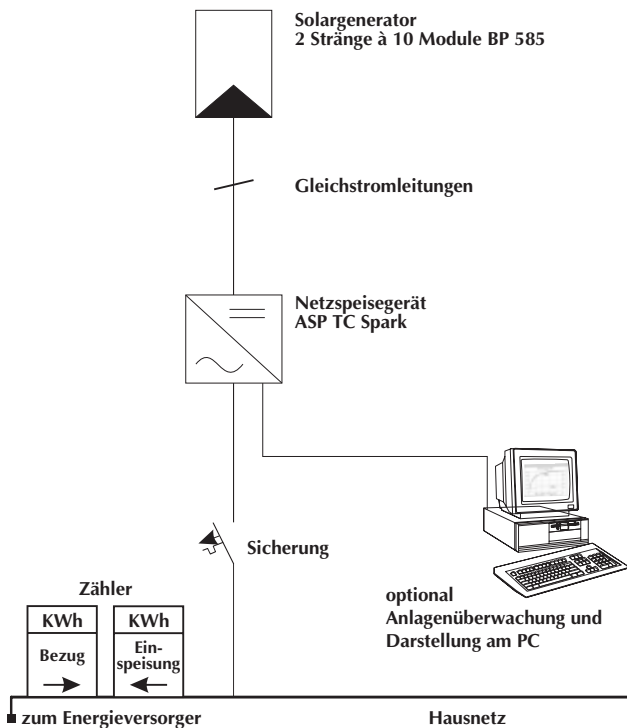 Solargenerator
2 Stränge à 10 Module BP 585
Gleichstromleitungen
Netzspeisegerät
ASP TC Spark
Sicherung
optional
Anlagenüberwachung und
Darstellung am PC
Zähler
KWh
Bezug
KWh
Ein-
speisung
zum Energieversorger
Hausnetz